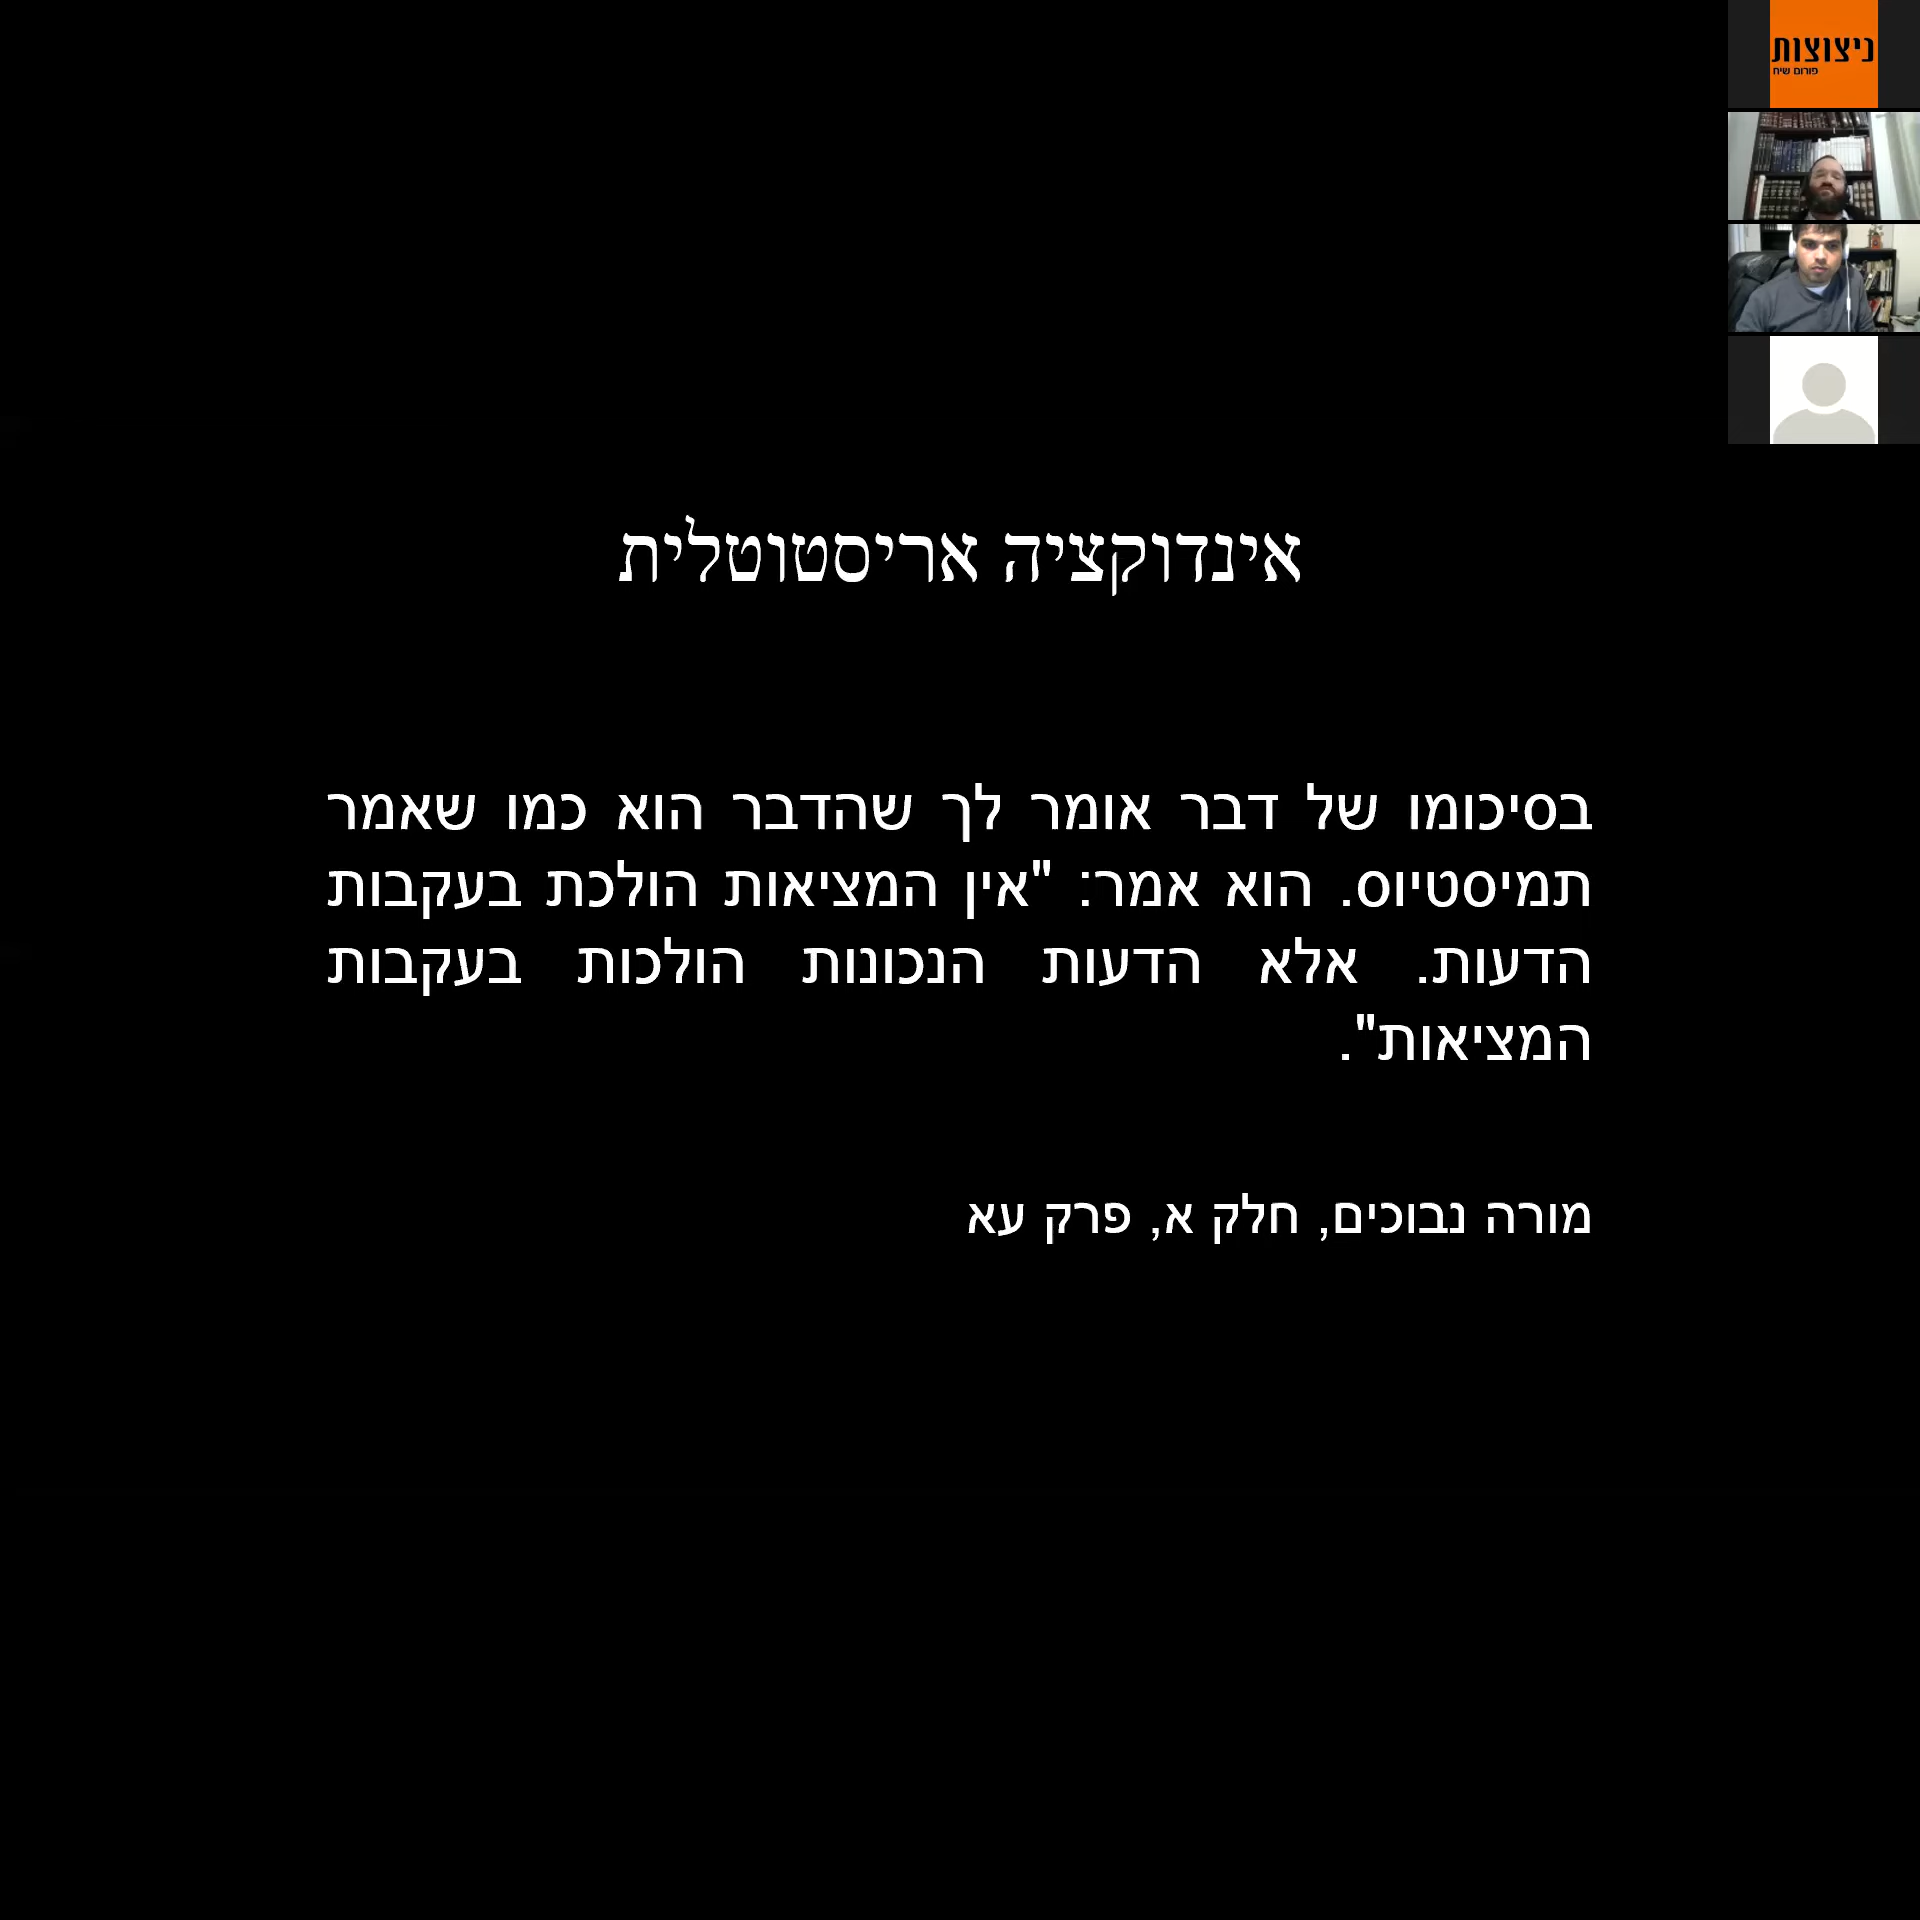 ניצוצות
פורום שיח
אינדוקציה אריסטוטלית
בסיכומו של דבר אומר לך שהדבר הוא כמו שאמר
תמיסטיוס. הוא אמר: "אין המציאות הולכת בעקבות
הדעות. אלא הדעות הנכונות הולכות בעקבות
המציאות".
מורה נבוכים, חלק א, פרק עא